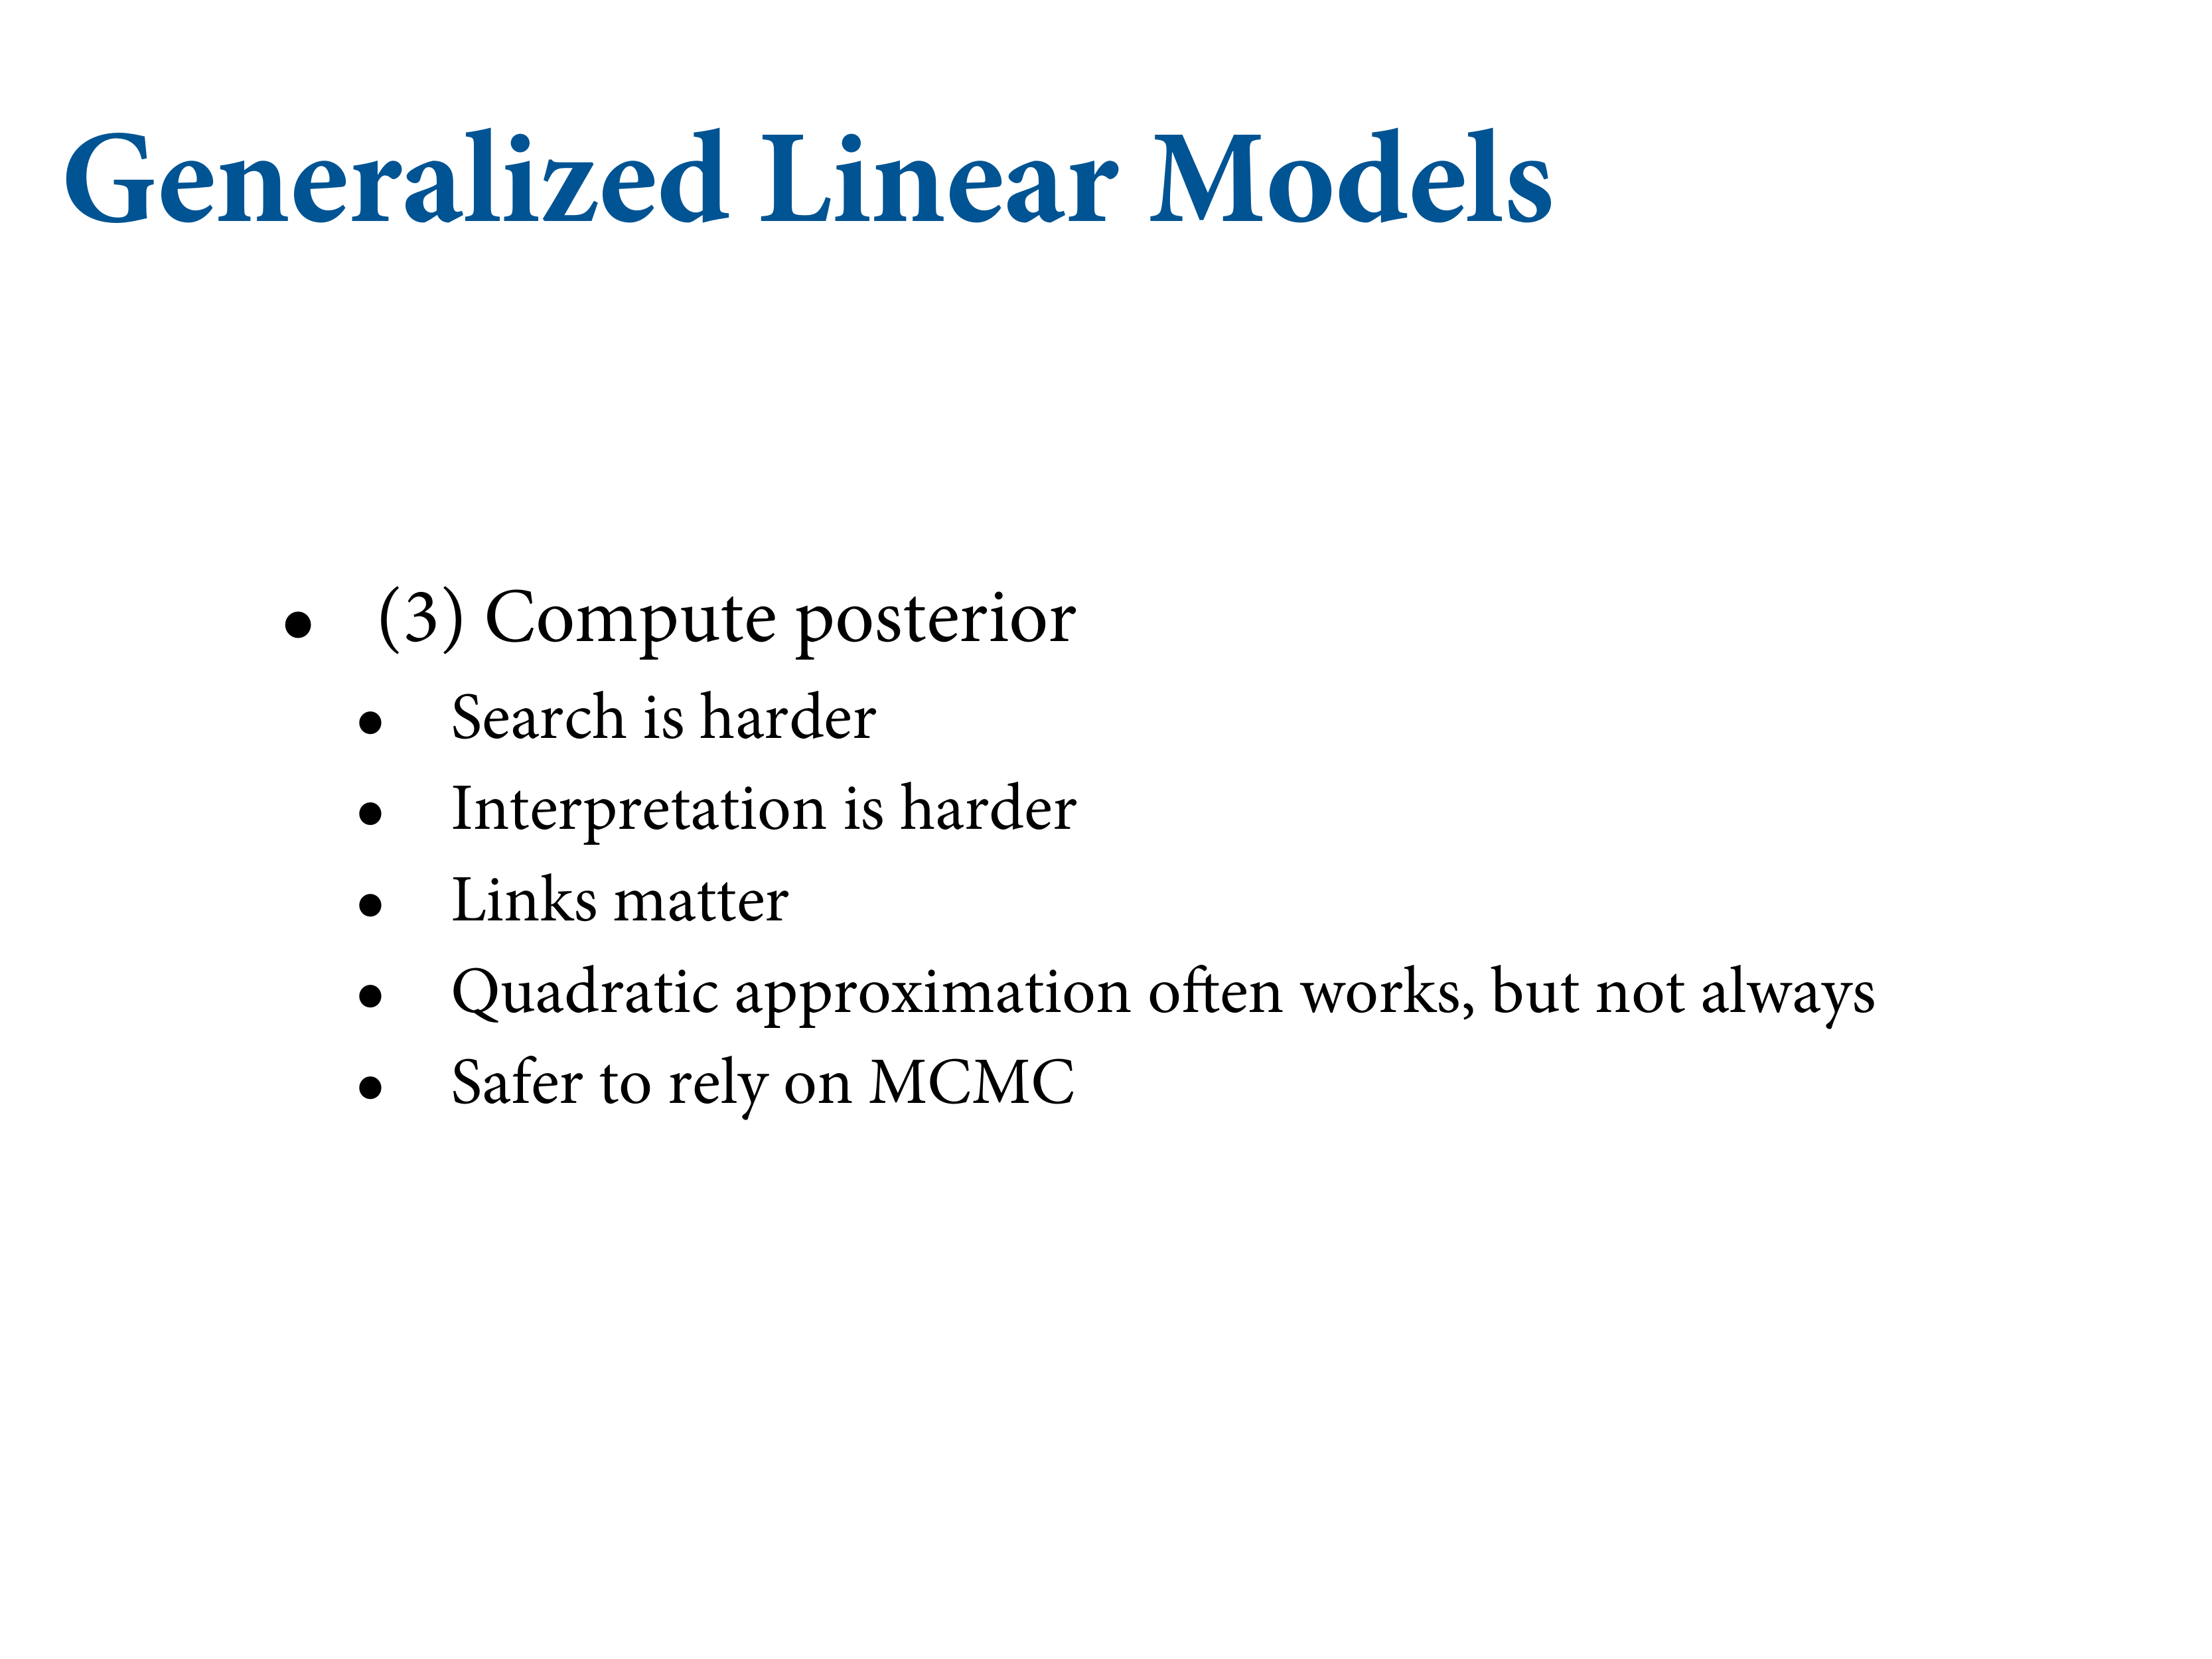 Generalized Linear Models
• (3) Compute posterior
• Search is harder
• Interpretation is harder
• Links matter
• Quadratic approximation often works, but not always
• Safer to rely on MCMC